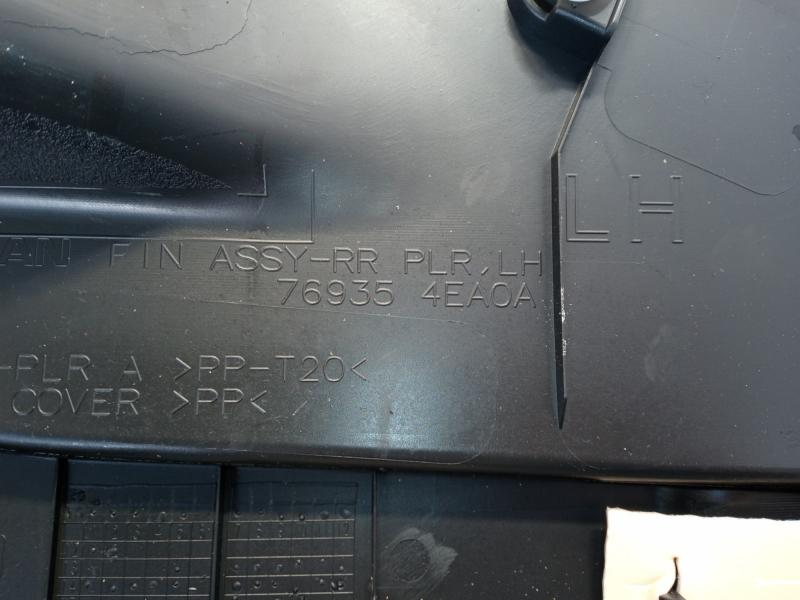 LH
FIN ASSY-RR PLR,LH
76935 4EA0A
-PLR A >PP-T20<
COVER >PP<